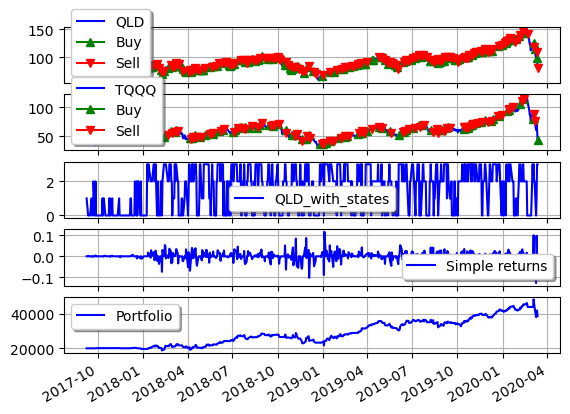 QLD
Buy
Sell
150
100
TQQQ
Buy
Sell
100
50
QLD_with_states
2
0
Simple returns
0.1
0.0
−0.1
Portfolio
40000
20000
2017-10
2018-01
2018-04
2018-07
2018-10
2019-01
2019-04
2019-07
2019-10
2020-01
2020-04